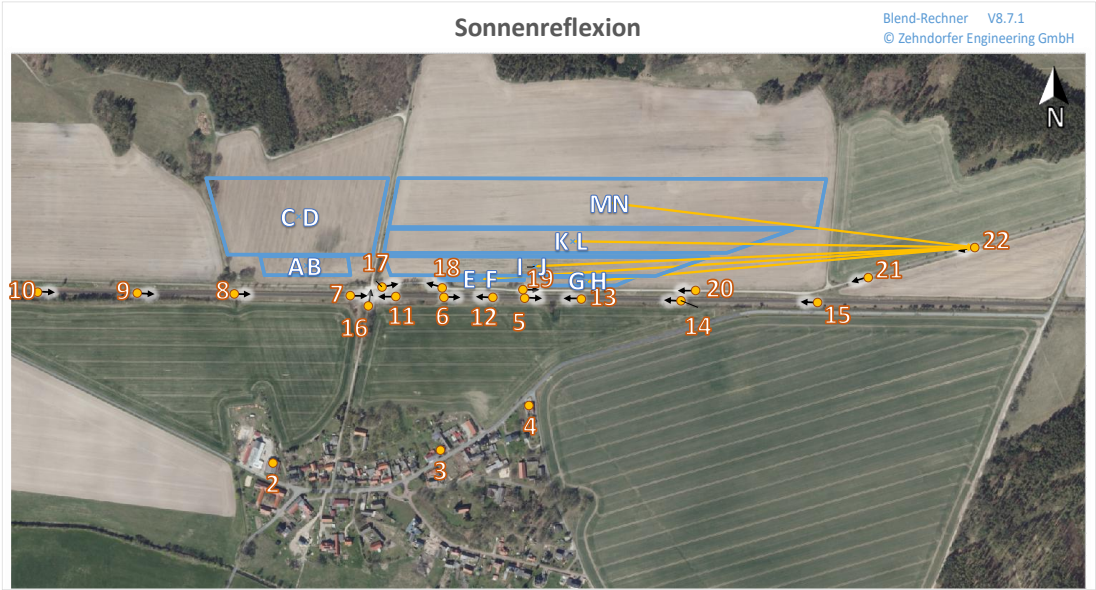 Sonnenreflexion
Blend-Rechner V8.7.1
© Zehndorfer Engineering GmbH
N
MN
C D
K L
22
A B
17
18
I J
21
E F
19
G H
10
9
8
7
11
6
12
5
13
20
14
15
16
4
3
2